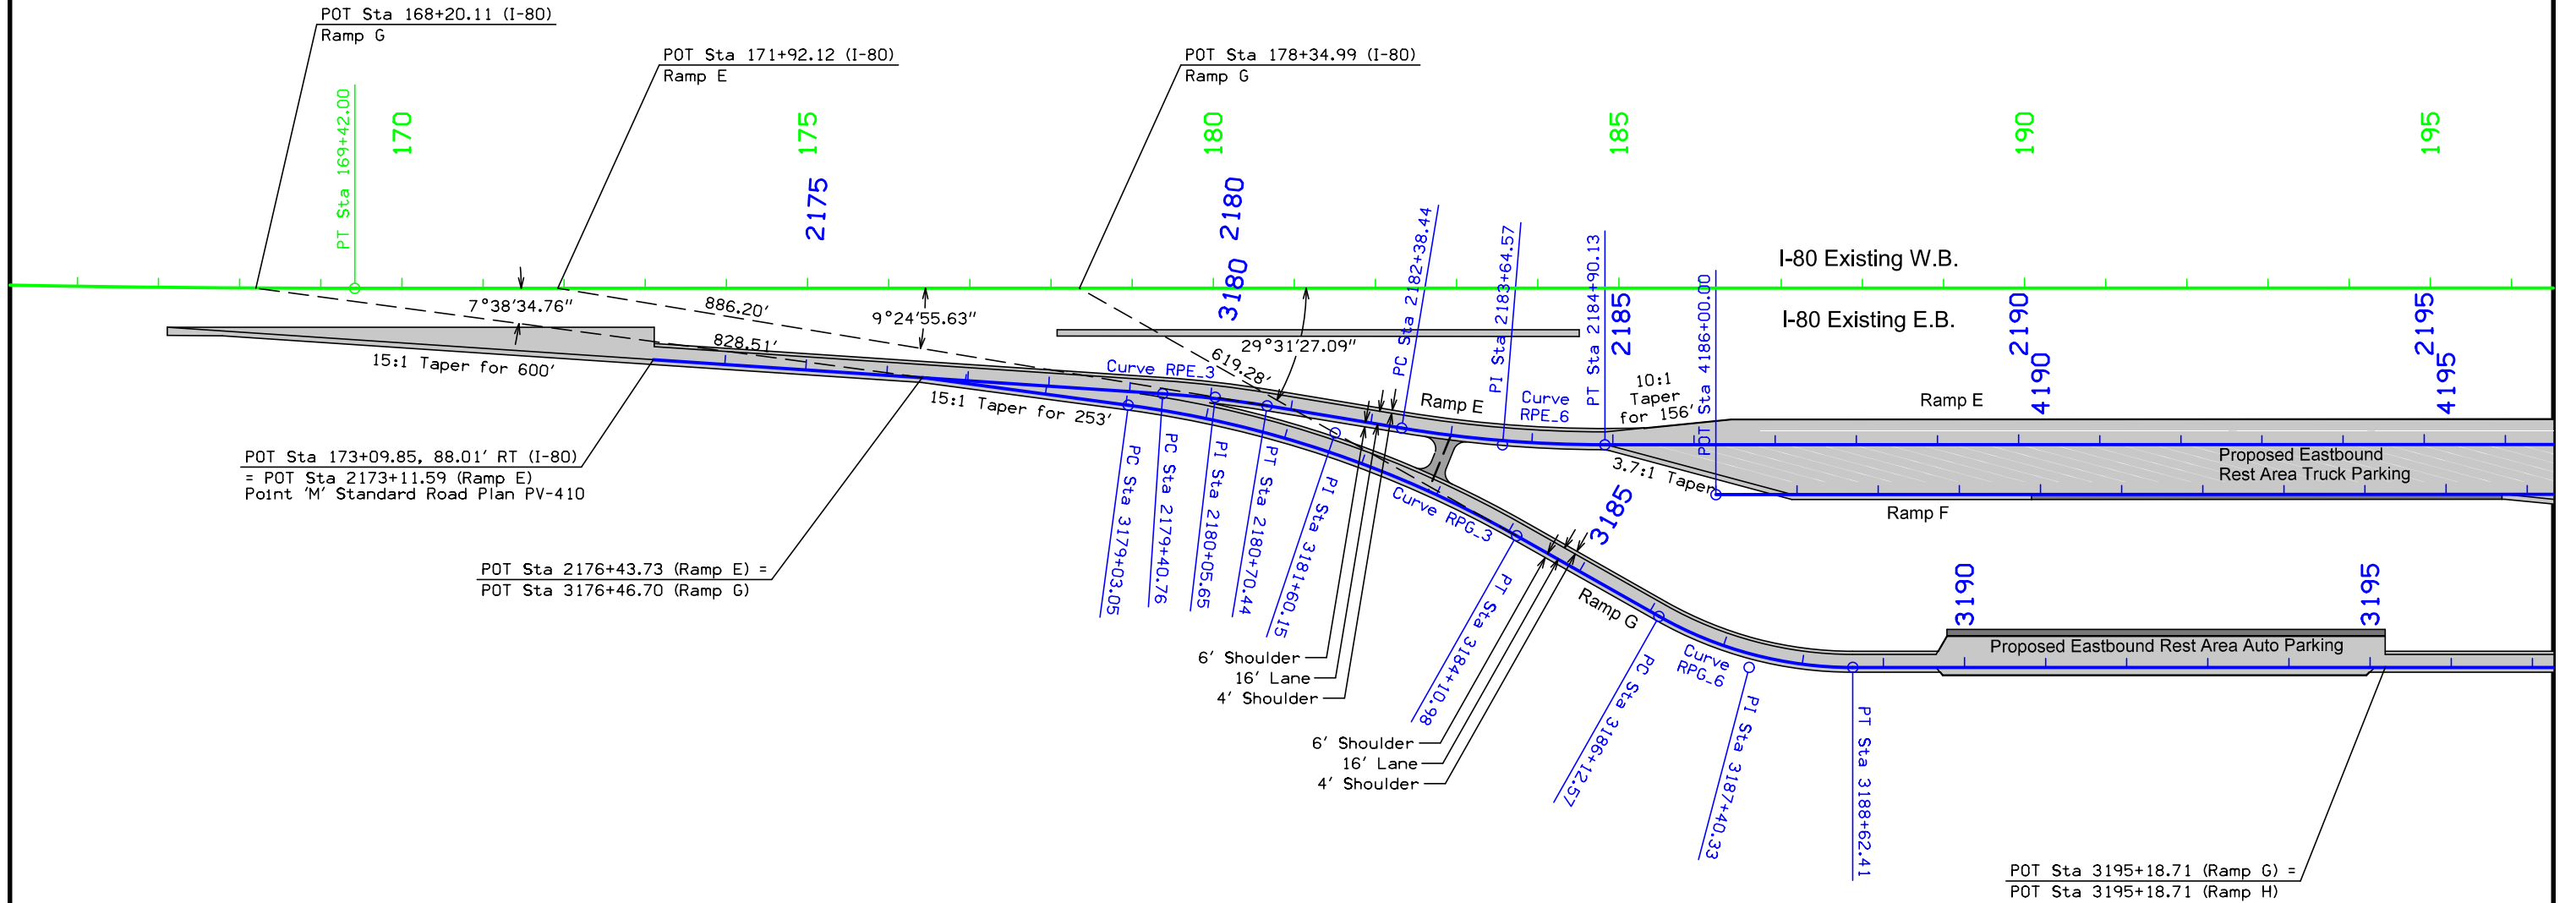 POT Sta 168+20.11 (I-80)
Ramp G
POT Sta 171+92.12 (I-80)
Ramp E
POT Sta 178+34.99 (I-80)
Ramp G
PT Sta 169+42.00
170
175
180
185
190
195
2175
2180
3180
I-80 Existing W.B.
I-80 Existing E.B.
7°38'34.76"
886.20'
828.51'
9°24'55.63"
29°31'27.09"
619.28'
15:1 Taper for 600'
15:1 Taper for 253'
Curve RPE_3
PC Sta 2182+38.44
PI Sta 2183+64.57
PT Sta 2184+90.13
2185
POT Sta 4186+00.00
2190
4190
2195
4195
Ramp E
Curve
RPE_6
10:1
Taper
for 156'
Ramp E
3.7:1 Taper
Proposed Eastbound
Rest Area Truck Parking
Ramp F
POT Sta 173+09.85, 88.01' RT (I-80)
= POT Sta 2173+11.59 (Ramp E)
Point 'M' Standard Road Plan PV-410
POT Sta 2176+43.73 (Ramp E) =
POT Sta 3176+46.70 (Ramp G)
PC Sta 3179+03.05
PC Sta 2179+40.76
PI Sta 2180+05.65
PT Sta 2180+70.44
PI Sta 3181+60.15
Curve RPG_3
3185
PT Sta 3184+10.98
6' Shoulder
16' Lane
4' Shoulder
6' Shoulder
16' Lane
4' Shoulder
Ramp G
PC Sta 3186+12.57
Curve
RPG_6
PI Sta 3187+40.33
PT Sta 3188+62.41
3190
3195
Proposed Eastbound Rest Area Auto Parking
POT Sta 3195+18.71 (Ramp G) =
POT Sta 3195+18.71 (Ramp H)